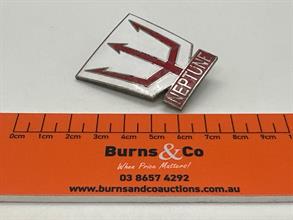 NEPTUNE
0cm 1cm 2cm 3cm 4cm 5cm 6cm 7cm 8cm 9cm
Burns&Co
When Price Matters!
03 8657 4292
www.burnsandcoauctions.com.au